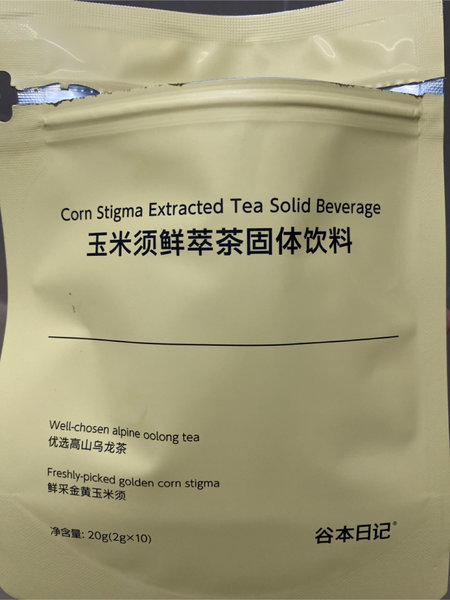 Corn Stigma Extracted Tea Solid Beverage
玉米须鲜萃茶固体饮料
Well-chosen alpine oolong tea
优选高山乌龙茶
Freshly-picked golden corn stigma
鲜采金黄玉米须
净含量: 20g(2g×10)
谷本日记®